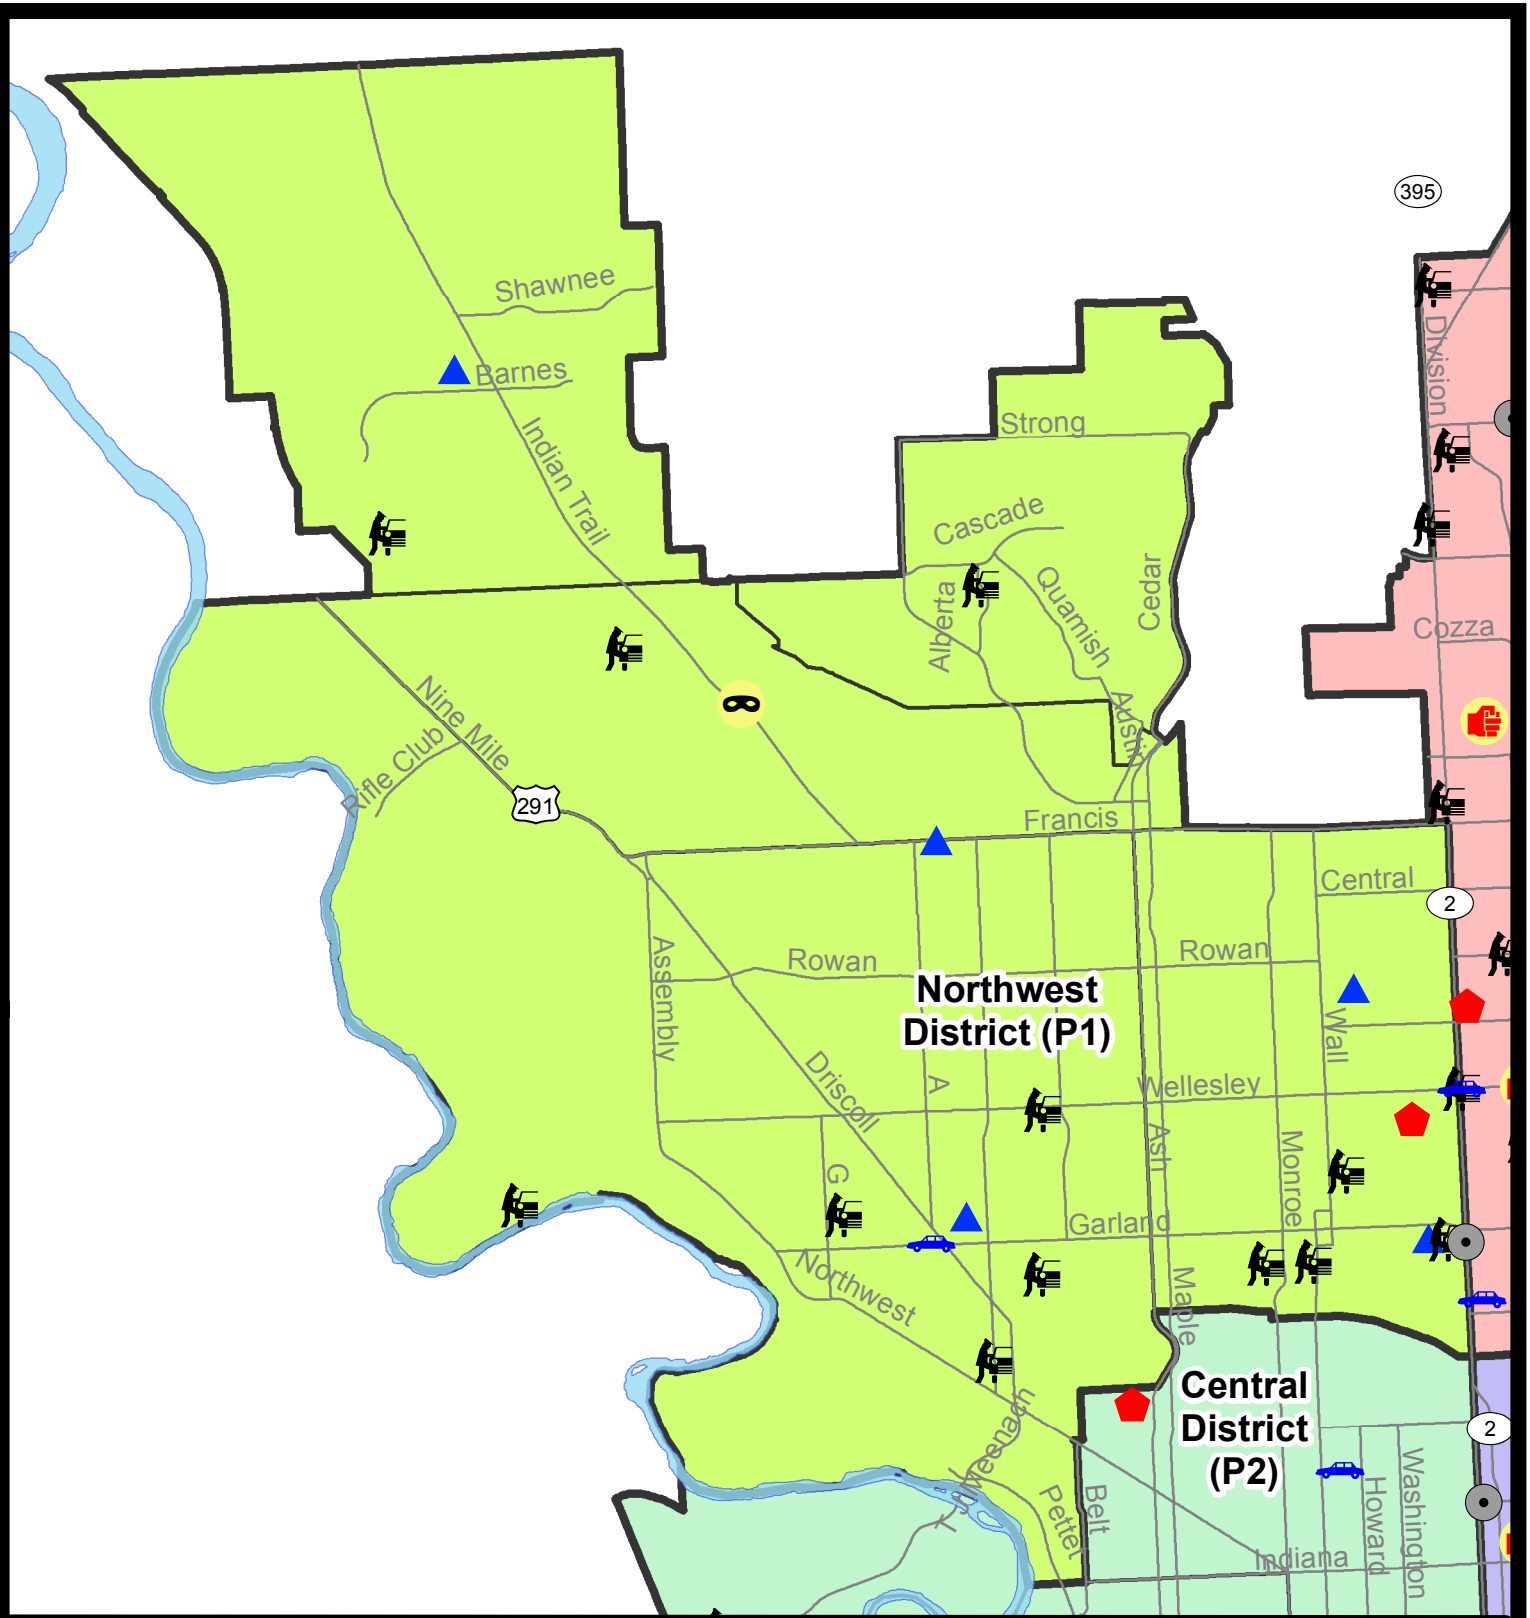 395
Shawnee
Division
Barnes
Strong
Indian Trail
Cascade
Cedar
Quamish
Alberta
Cozza
Nine Mile
Austin
Rifle Club
291
Francis
Central
2
Assembly
Rowan
Rowan
Northwest
District (P1)
Wall
Driscoll
A
Wellesley
Ash
Monroe
G
Garland
Northwest
Maple
Central
District
(P2)
2
T J Meenach
Pettet
Belt
Howard
Washington
Indiana